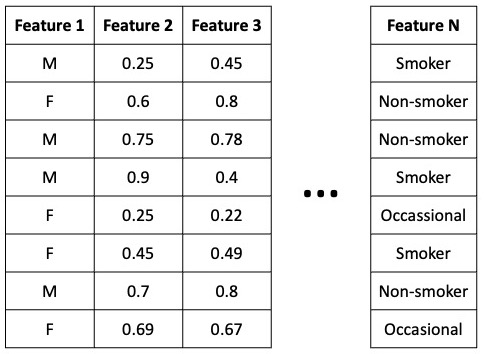 Feature 1 Feature 2 Feature 3 Feature N
M 0.25 0.45 Smoker
F 0.6 0.8 Non-smoker
M 0.75 0.78 Non-smoker
M 0.9 0.4 Smoker
F 0.25 0.22 Occassional
F 0.45 0.49 Smoker
M 0.7 0.8 Non-smoker
F 0.69 0.67 Occasional